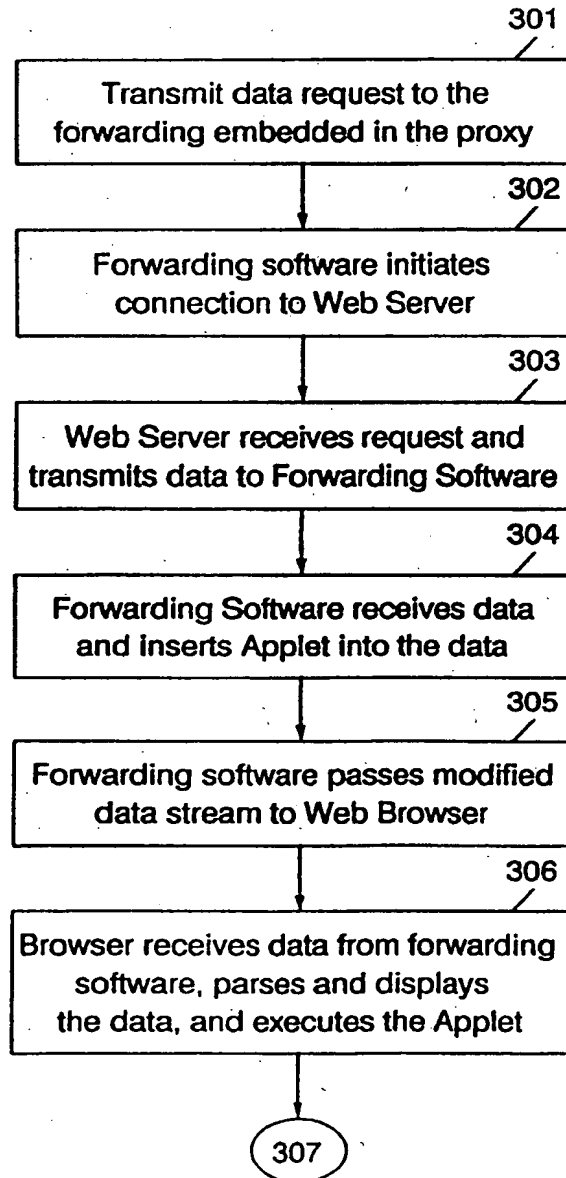 301
Transmit data request to the
forwarding embedded in the proxy
302
Forwarding software initiates
connection to Web Server
303
Web Server receives request and
transmits data to Forwarding Software
304
Forwarding Software receives data
and inserts Applet into the data
305
Forwarding software passes modified
data stream to Web Browser
306
Browser receives data from forwarding
software, parses and displays
the data, and executes the Applet
307